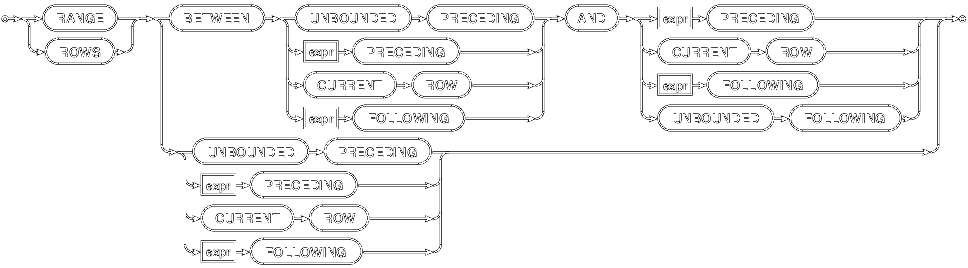 RANGE BETWEEN UNBOUNDED PRECEDING AND expr PRECEDING
ROWS expr PRECEDING CURRENT ROW
CURRENT ROW expr FOLLOWING
expr FOLLOWING UNBOUNDED FOLLOWING
UNBOUNDED PRECEDING
expr PRECEDING
CURRENT ROW
expr FOLLOWING